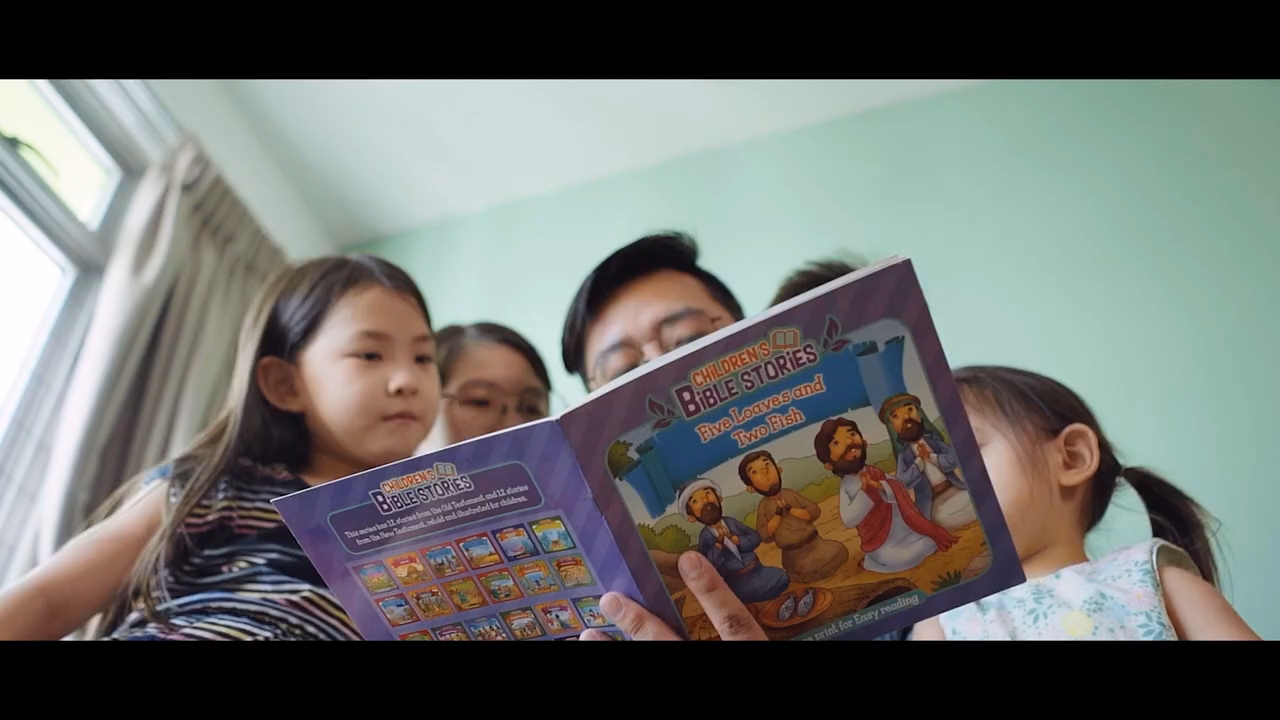 CHILDREN'S
BIBLE STORIES
This series has 12 stories from the Old Testament and 12 stories
from the New Testament, retold and illustrated for children.
CHILDREN'S
BIBLE STORIES
Five Loaves and
Two Fish
print for Easy reading